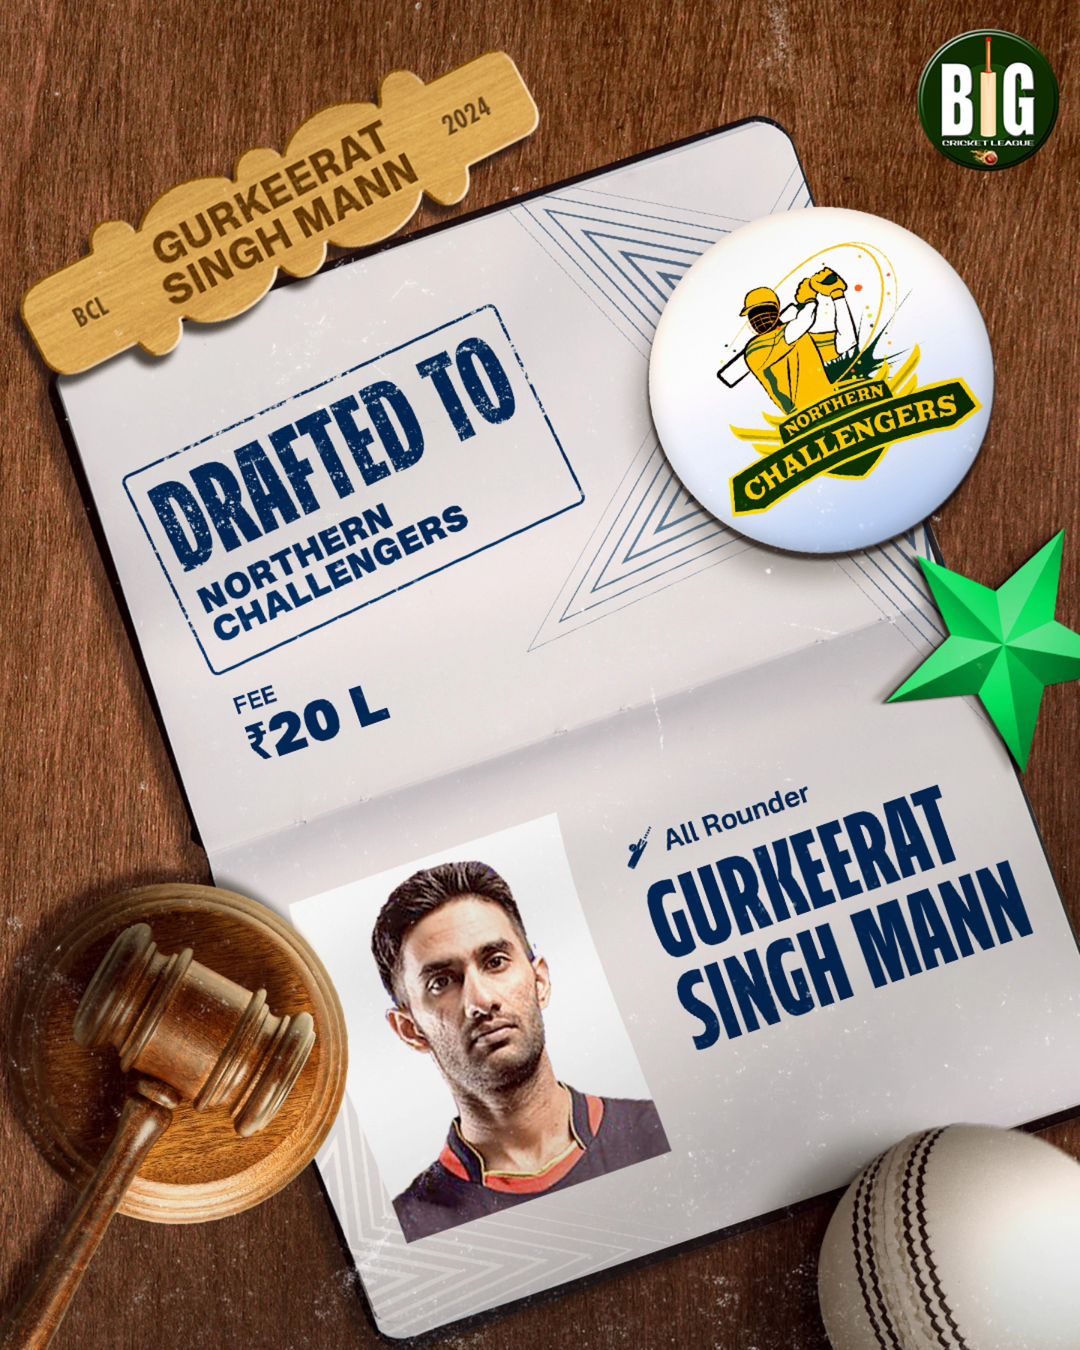 BIG
CRICKET LEAGUE
BCL
GURKEERAT
SINGH MANN
2024
NORTHERN
CHALLENGERS
DRAFTED TO
NORTHERN
CHALLENGERS
FEE
₹20 L
All Rounder
GURKEERAT
SINGH MANN